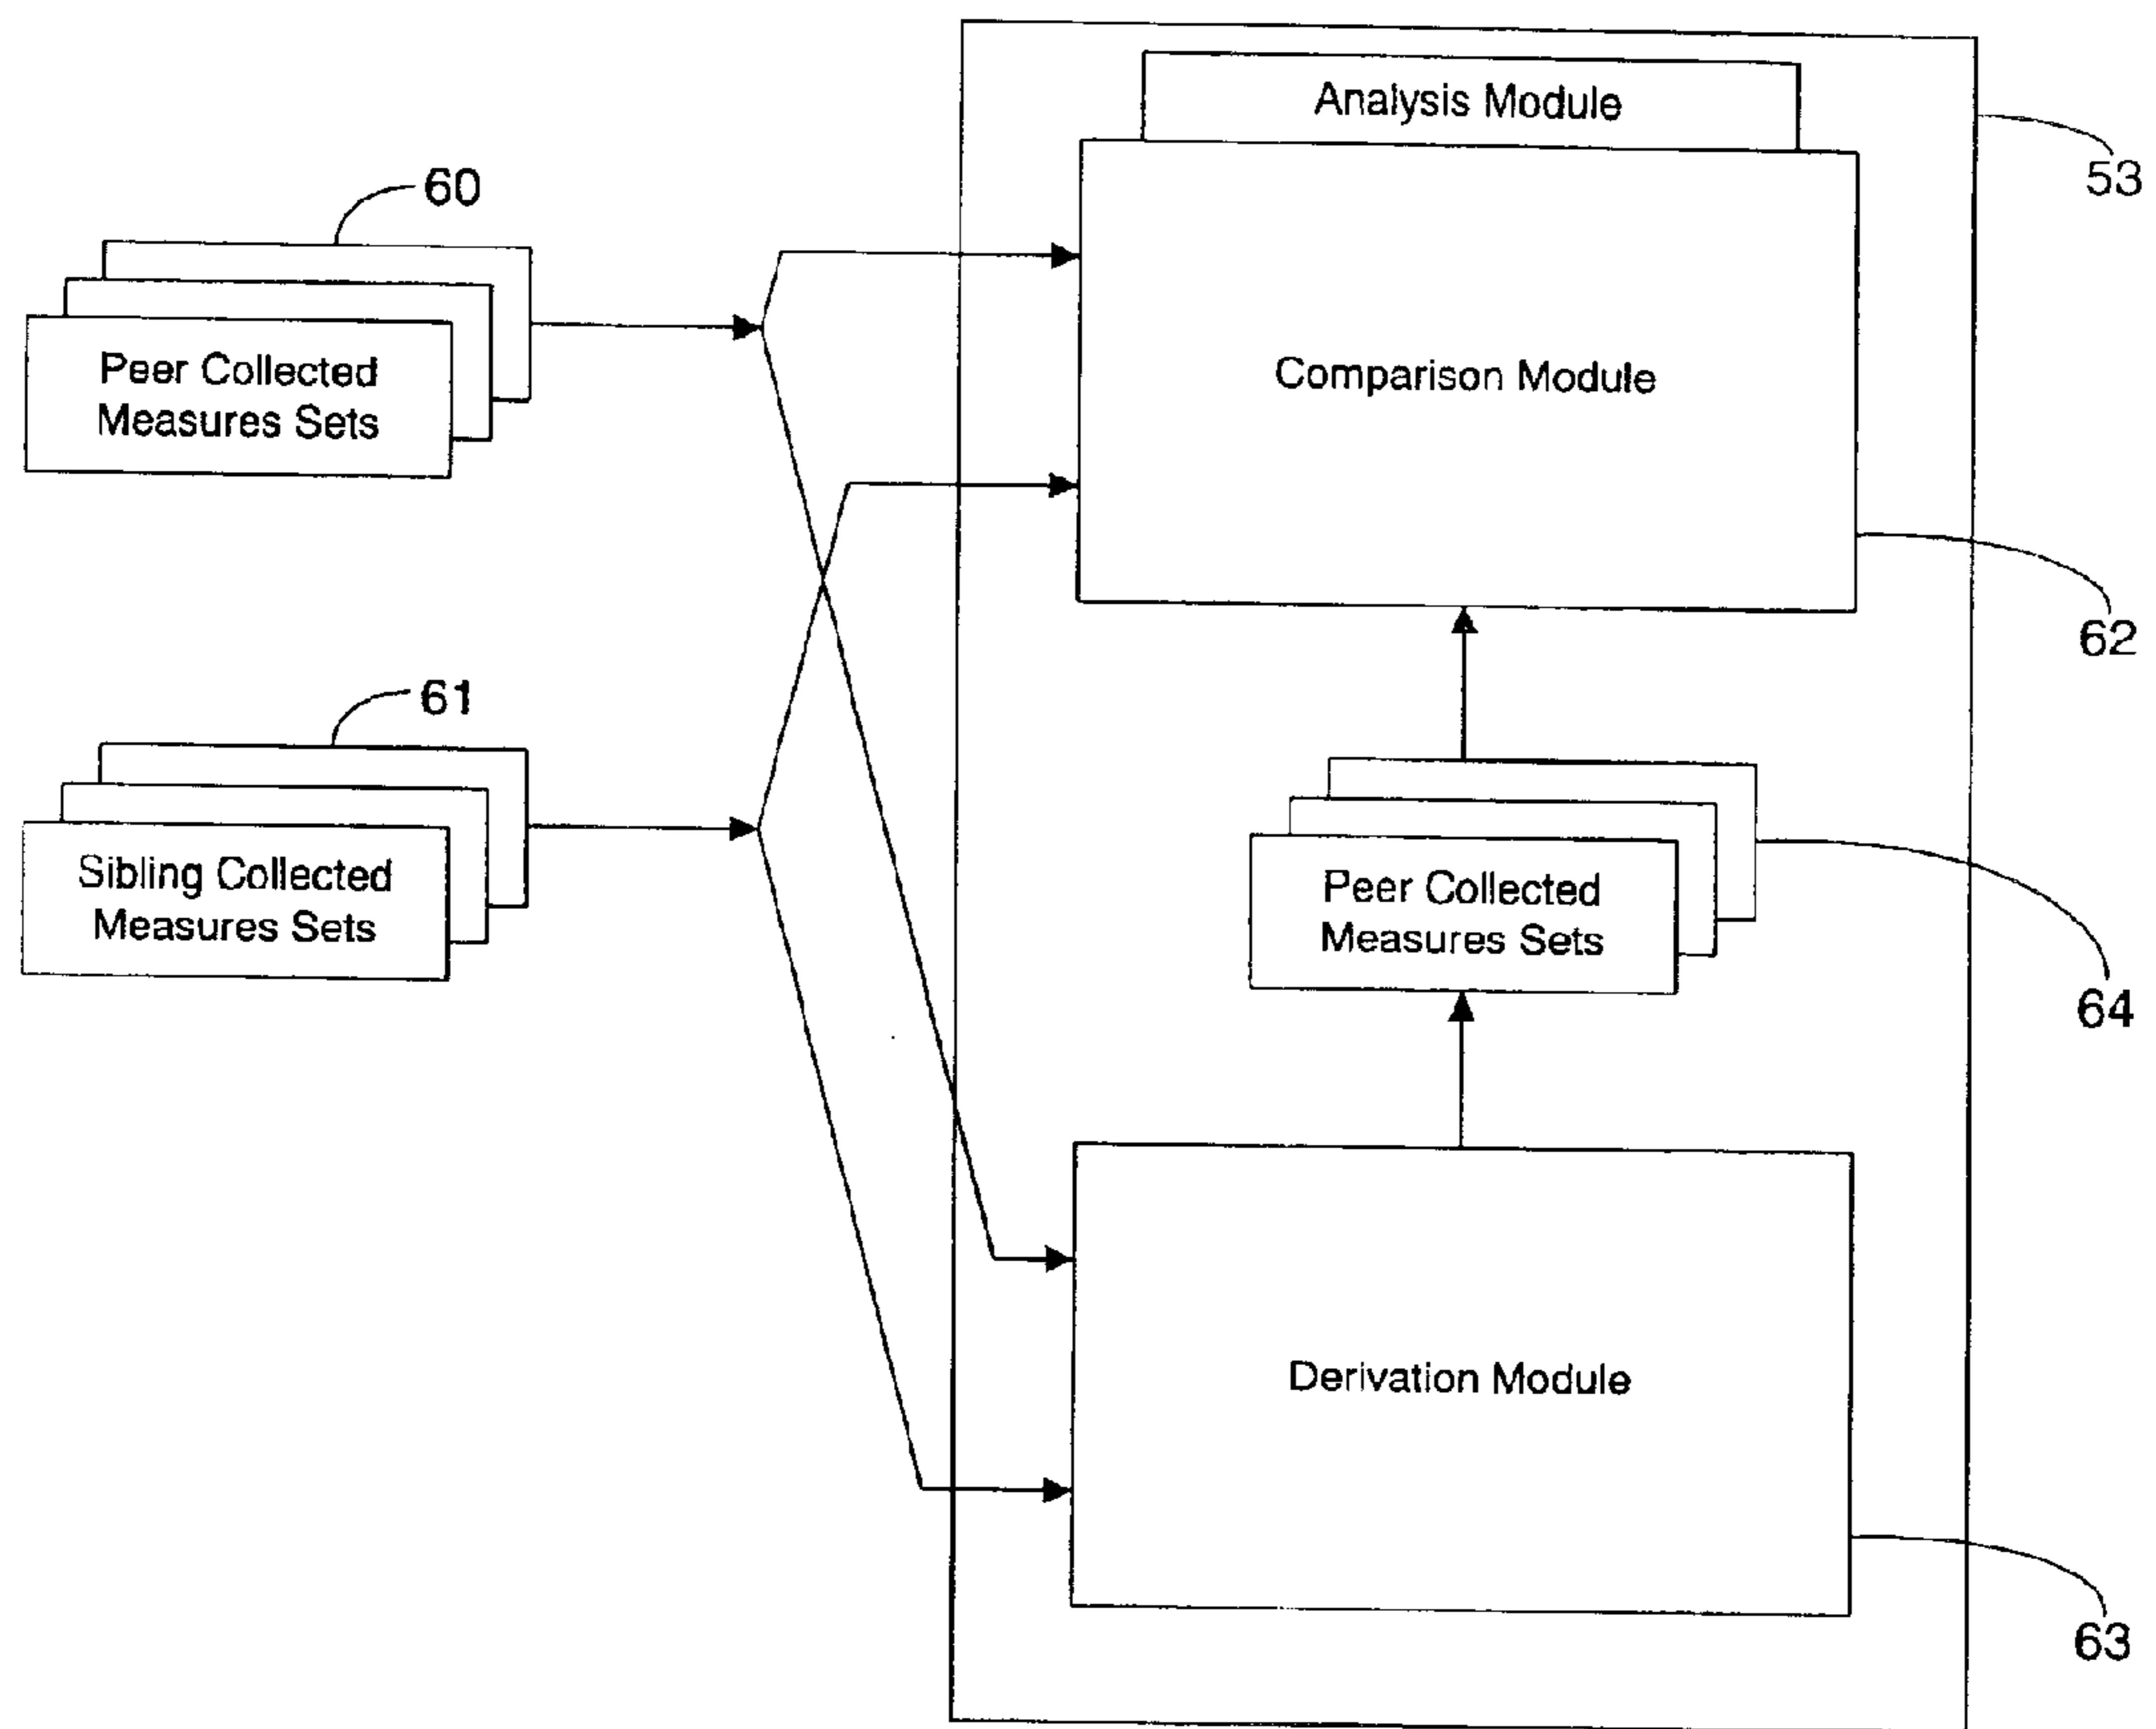 Analysis Module
53
60
Peer Collected
Measures Sets
Comparison Module
62
61
Sibling Collected
Measures Sets
Peer Collected
Measures Sets
64
Derivation Module
63